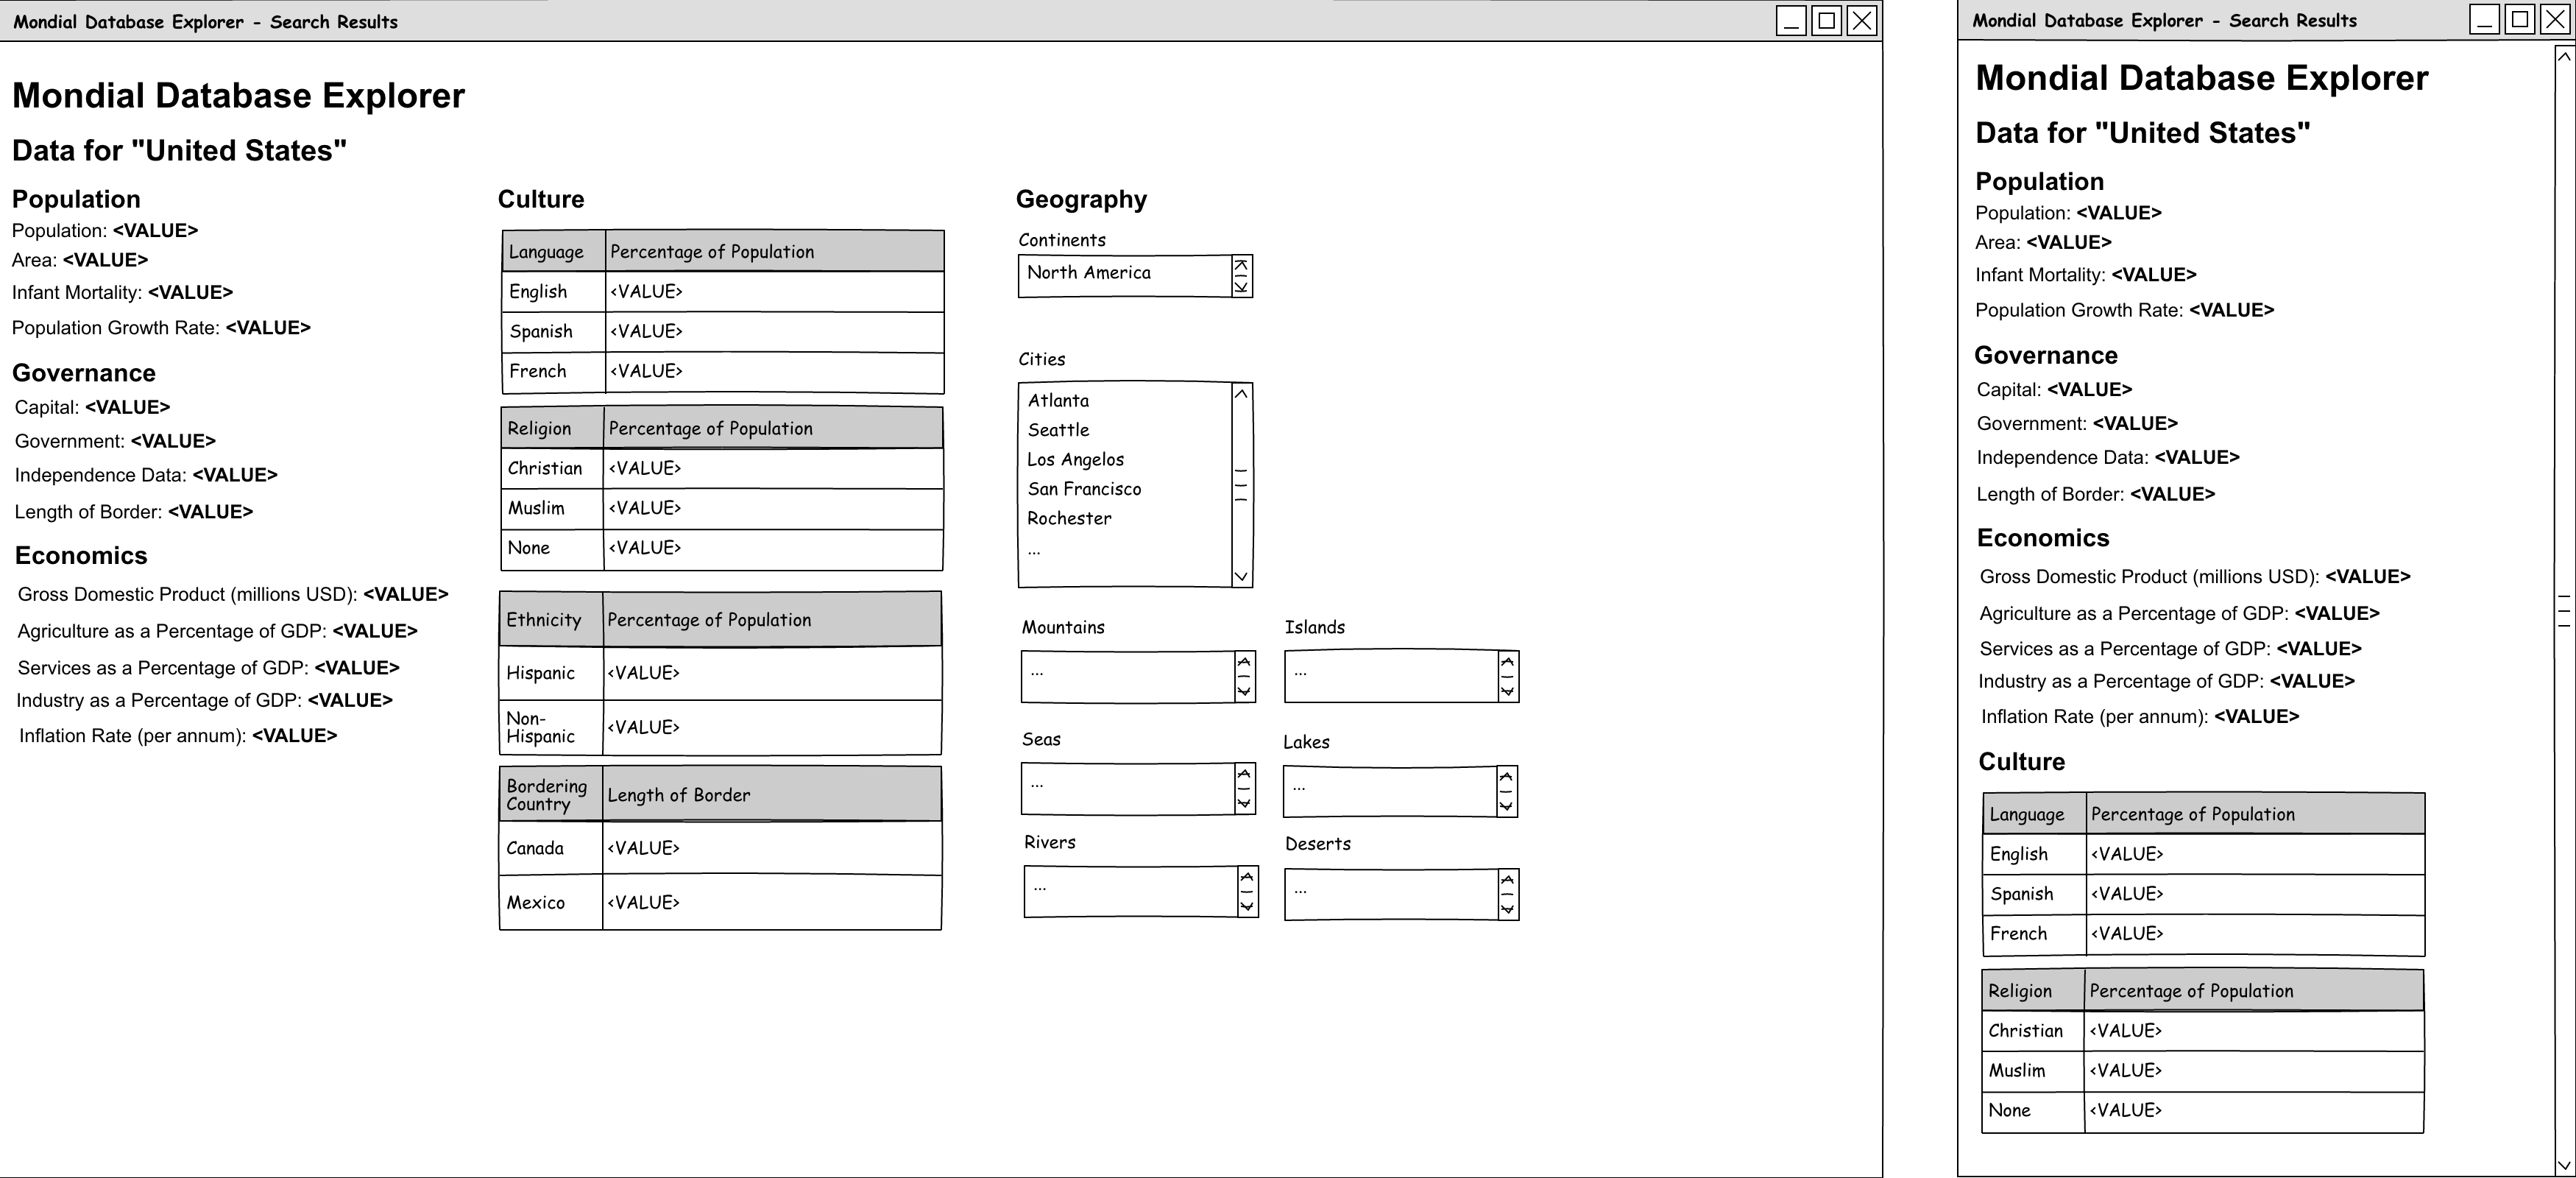 Mondial Database Explorer - Search Results
Mondial Database Explorer
Data for "United States"
Population
Population: <VALUE>
Area: <VALUE>
Infant Mortality: <VALUE>
Population Growth Rate: <VALUE>
Governance
Capital: <VALUE>
Government: <VALUE>
Independence Data: <VALUE>
Length of Border: <VALUE>
Economics
Gross Domestic Product (millions USD): <VALUE>
Agriculture as a Percentage of GDP: <VALUE>
Services as a Percentage of GDP: <VALUE>
Industry as a Percentage of GDP: <VALUE>
Inflation Rate (per annum): <VALUE>
Culture
Language Percentage of Population
English <VALUE>
Spanish <VALUE>
French <VALUE>
Religion Percentage of Population
Christian <VALUE>
Muslim <VALUE>
None <VALUE>
Ethnicity Percentage of Population
Hispanic <VALUE>
Non-
Hispanic <VALUE>
Bordering
Country Length of Border
Canada <VALUE>
Mexico <VALUE>
Geography
Continents
North America
Cities
Atlanta
Seattle
Los Angelos
San Francisco
Rochester
...
Mountains Islands
... ...
Seas Lakes
... ...
Rivers Deserts
... ...
Mondial Database Explorer - Search Results
Mondial Database Explorer
Data for "United States"
Population
Population: <VALUE>
Area: <VALUE>
Infant Mortality: <VALUE>
Population Growth Rate: <VALUE>
Governance
Capital: <VALUE>
Government: <VALUE>
Independence Data: <VALUE>
Length of Border: <VALUE>
Economics
Gross Domestic Product (millions USD): <VALUE>
Agriculture as a Percentage of GDP: <VALUE>
Services as a Percentage of GDP: <VALUE>
Industry as a Percentage of GDP: <VALUE>
Inflation Rate (per annum): <VALUE>
Culture
Language Percentage of Population
English <VALUE>
Spanish <VALUE>
French <VALUE>
Religion Percentage of Population
Christian <VALUE>
Muslim <VALUE>
None <VALUE>